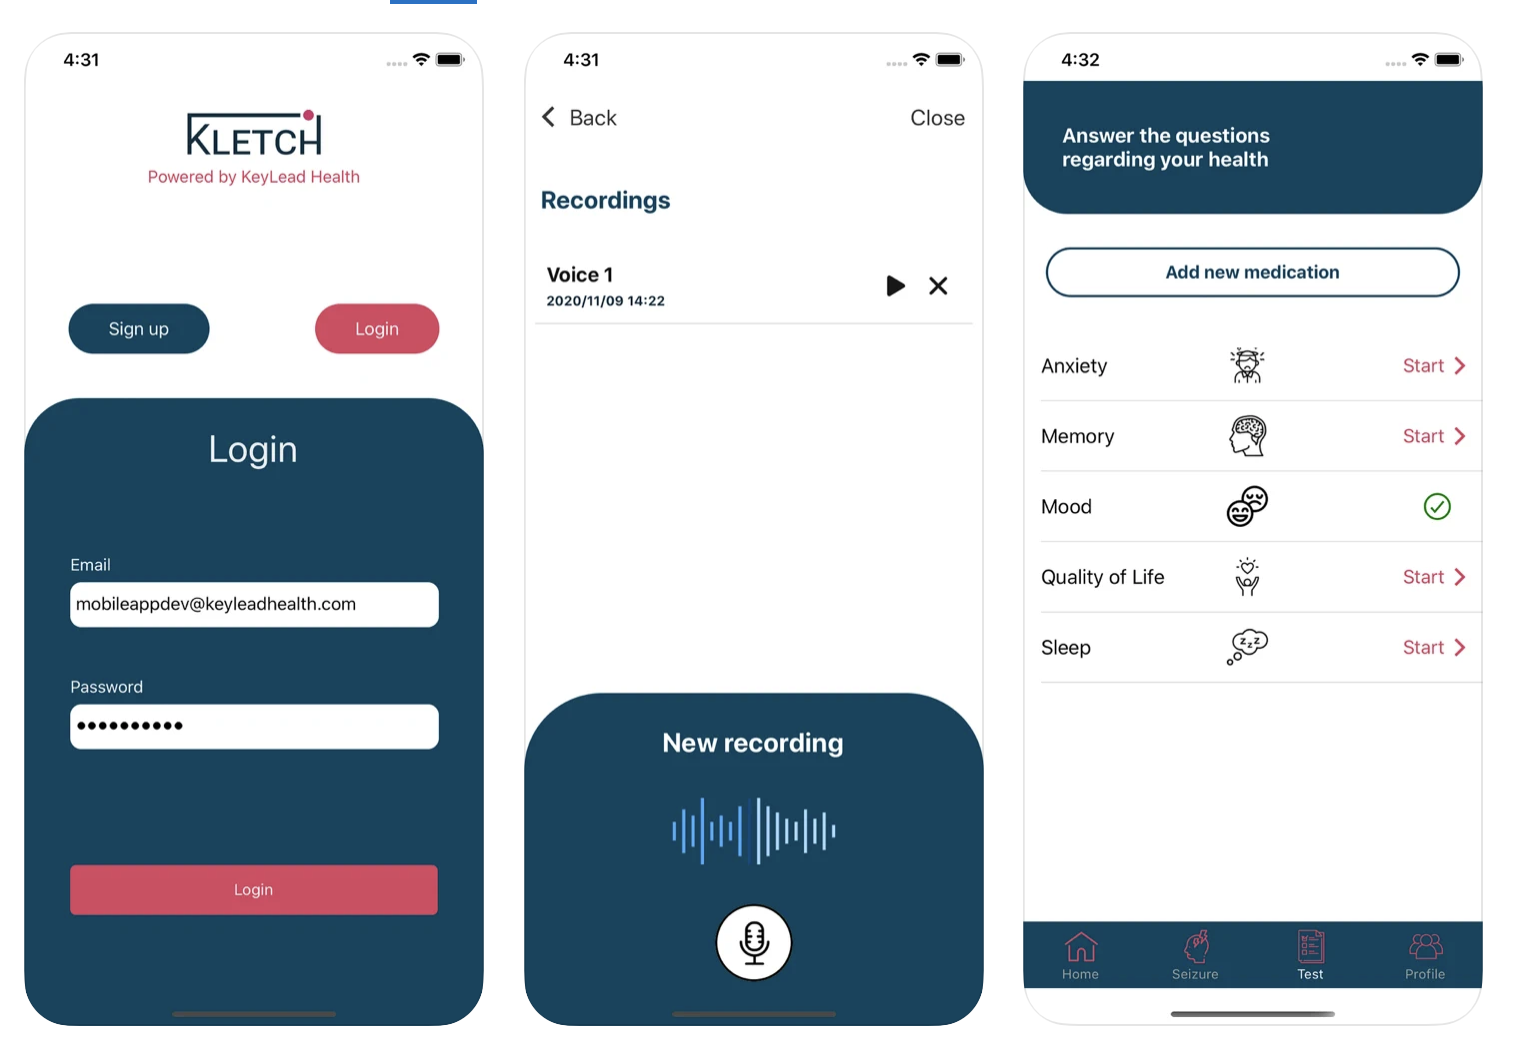 4:31
KLETCH
Powered by KeyLead Health
Sign up
Login
Login
Email
mobileappdev@keyleadhealth.com
Password
Login
4:31
Back
Close
Recordings
Voice 1
2020/11/09 14:22
New recording
4:32
Answer the questions
regarding your health
Add new medication
Anxiety
Start
Memory
Start
Mood
Quality of Life
Start
Sleep
zzz
Start
Home
Seizure
Test
Profile